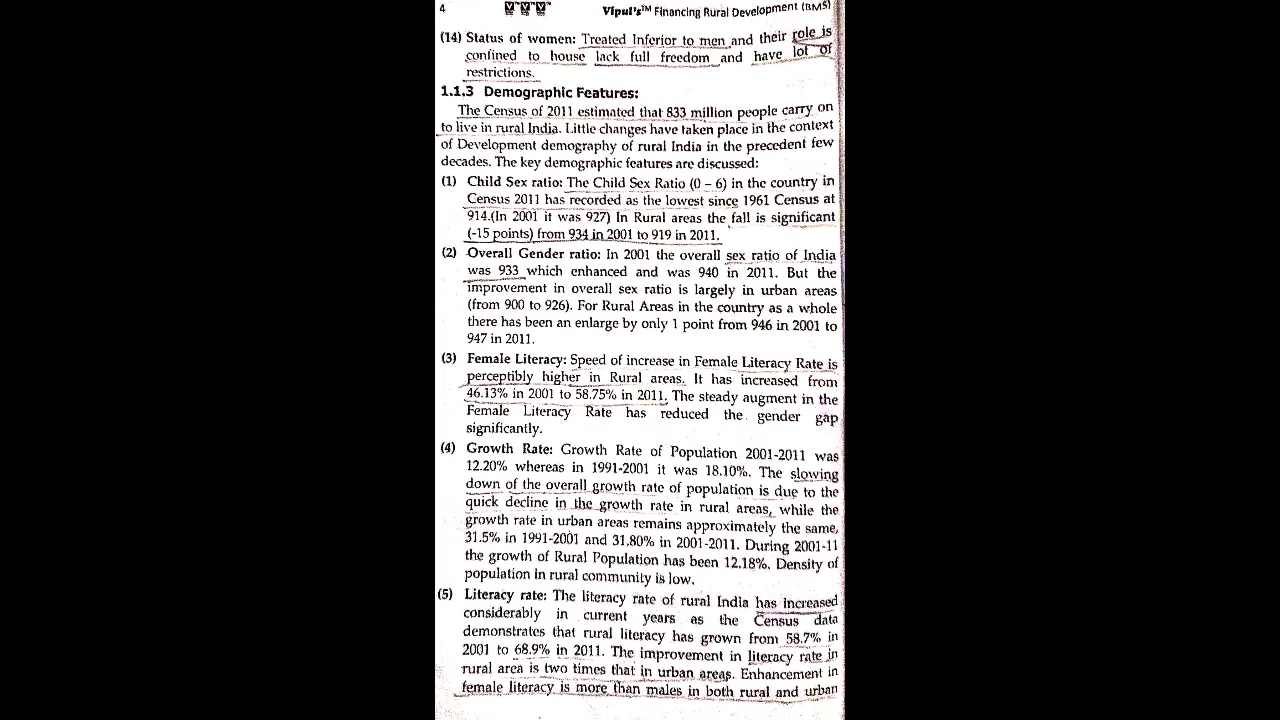 4 Vipul's™ Financing Rural Development (BMS)
(14) Status of women: Treated Inferior to men and their role is
confined to house lack full freedom and have lot of
restrictions.
1.1.3 Demographic Features:
The Census of 2011 estimated that 833 million people carry on
to live in rural India. Little changes have taken place in the context
of Development demography of rural India in the precedent few
decades. The key demographic features are discussed:
(1) Child Sex ratio: The Child Sex Ratio (0 – 6) in the country in
Census 2011 has recorded as the lowest since 1961 Census at
914.(In 2001 it was 927) In Rural areas the fall is significant
(-15 points) from 934 in 2001 to 919 in 2011.
(2) Overall Gender ratio: In 2001 the overall sex ratio of India
was 933 which enhanced and was 940 in 2011. But the
improvement in overall sex ratio is largely in urban areas
(from 900 to 926). For Rural Areas in the country as a whole
there has been an enlarge by only 1 point from 946 in 2001 to
947 in 2011.
(3) Female Literacy: Speed of increase in Female Literacy Rate is
perceptibly higher in Rural areas. It has increased from
46.13% in 2001 to 58.75% in 2011. The steady augment in the
Female Literacy Rate has reduced the gender gap
significantly.
(4) Growth Rate: Growth Rate of Population 2001-2011 was
12.20% whereas in 1991-2001 it was 18.10%. The slowing
down of the overall growth rate of population is due to the
quick decline in the growth rate in rural areas, while the
growth rate in urban areas remains approximately the same,
31.5% in 1991-2001 and 31.80% in 2001-2011. During 2001-11
the growth of Rural Population has been 12.18%. Density of
population in rural community is low.
(5) Literacy rate: The literacy rate of rural India has increased
considerably in current years as the Census data
demonstrates that rural literacy has grown from 58.7% in
2001 to 68.9% in 2011. The improvement in literacy rate in
rural area is two times that in urban areas. Enhancement in
female literacy is more than males in both rural and urban